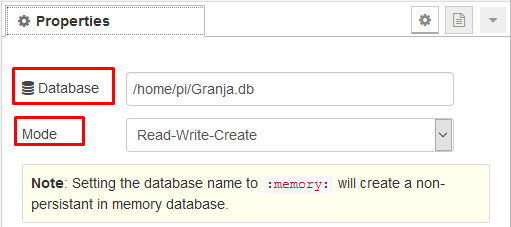 Properties
Database
/home/pi/Granja.db
Mode
Read-Write-Create
Note: Setting the database name to :memory: will create a non-
persistant in memory database.